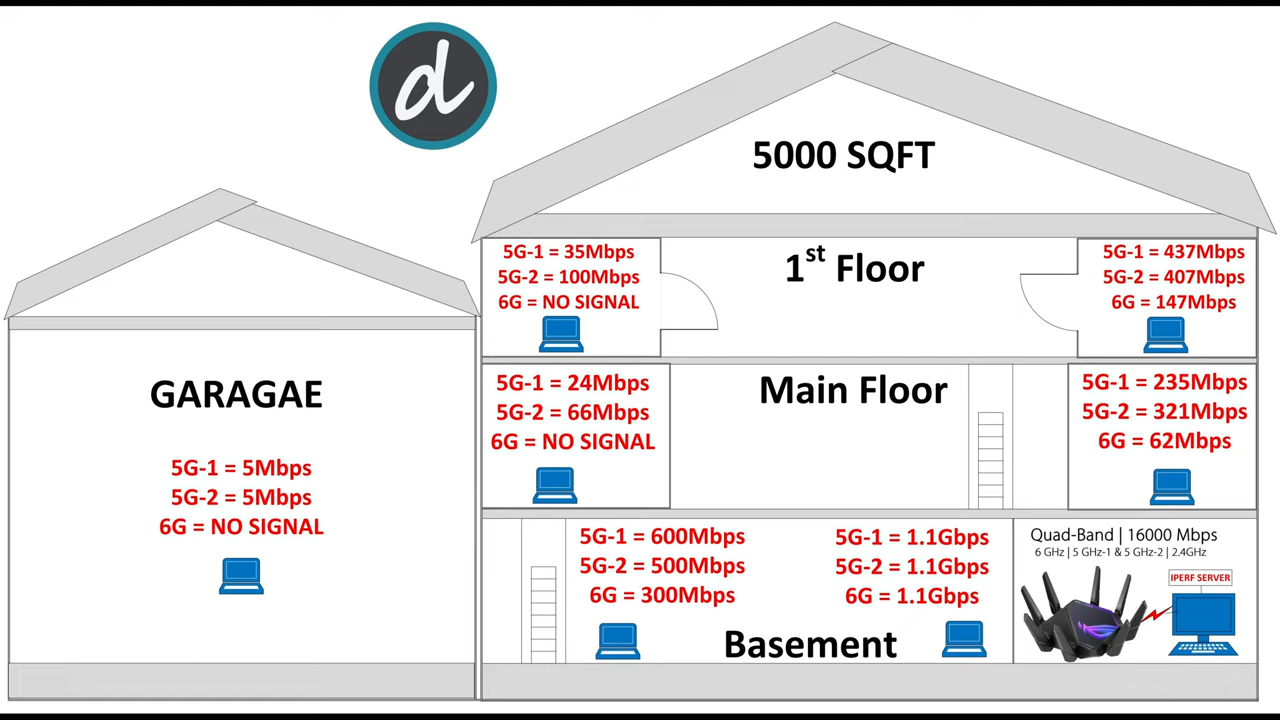 d
5000 SQFT
1st Floor
5G-1 = 35Mbps
5G-2 = 100Mbps
6G = NO SIGNAL
5G-1 = 437Mbps
5G-2 = 407Mbps
6G = 147Mbps
Main Floor
5G-1 = 24Mbps
5G-2 = 66Mbps
6G = NO SIGNAL
5G-1 = 235Mbps
5G-2 = 321Mbps
6G = 62Mbps
GARAGAE
5G-1 = 5Mbps
5G-2 = 5Mbps
6G = NO SIGNAL
5G-1 = 600Mbps
5G-2 = 500Mbps
6G = 300Mbps
5G-1 = 1.1Gbps
5G-2 = 1.1Gbps
6G = 1.1Gbps
Basement
Quad-Band | 16000 Mbps
6 GHz | 5 GHz-1 & 5 GHz-2 | 2.4GHz
IPERF SERVER